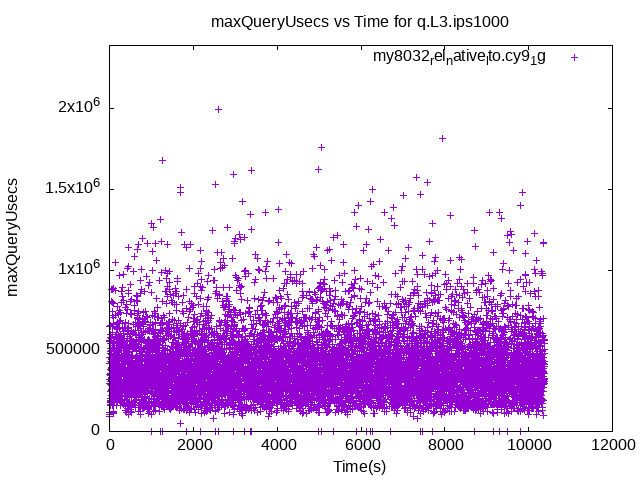 maxQueryUsecs vs Time for q.L3.ips1000
my8032relnativelto.cy91g
2x10^6
1.5x10^6
1x10^6
500000
0
maxQueryUsecs
0 2000 4000 6000 8000 10000 12000
Time(s)